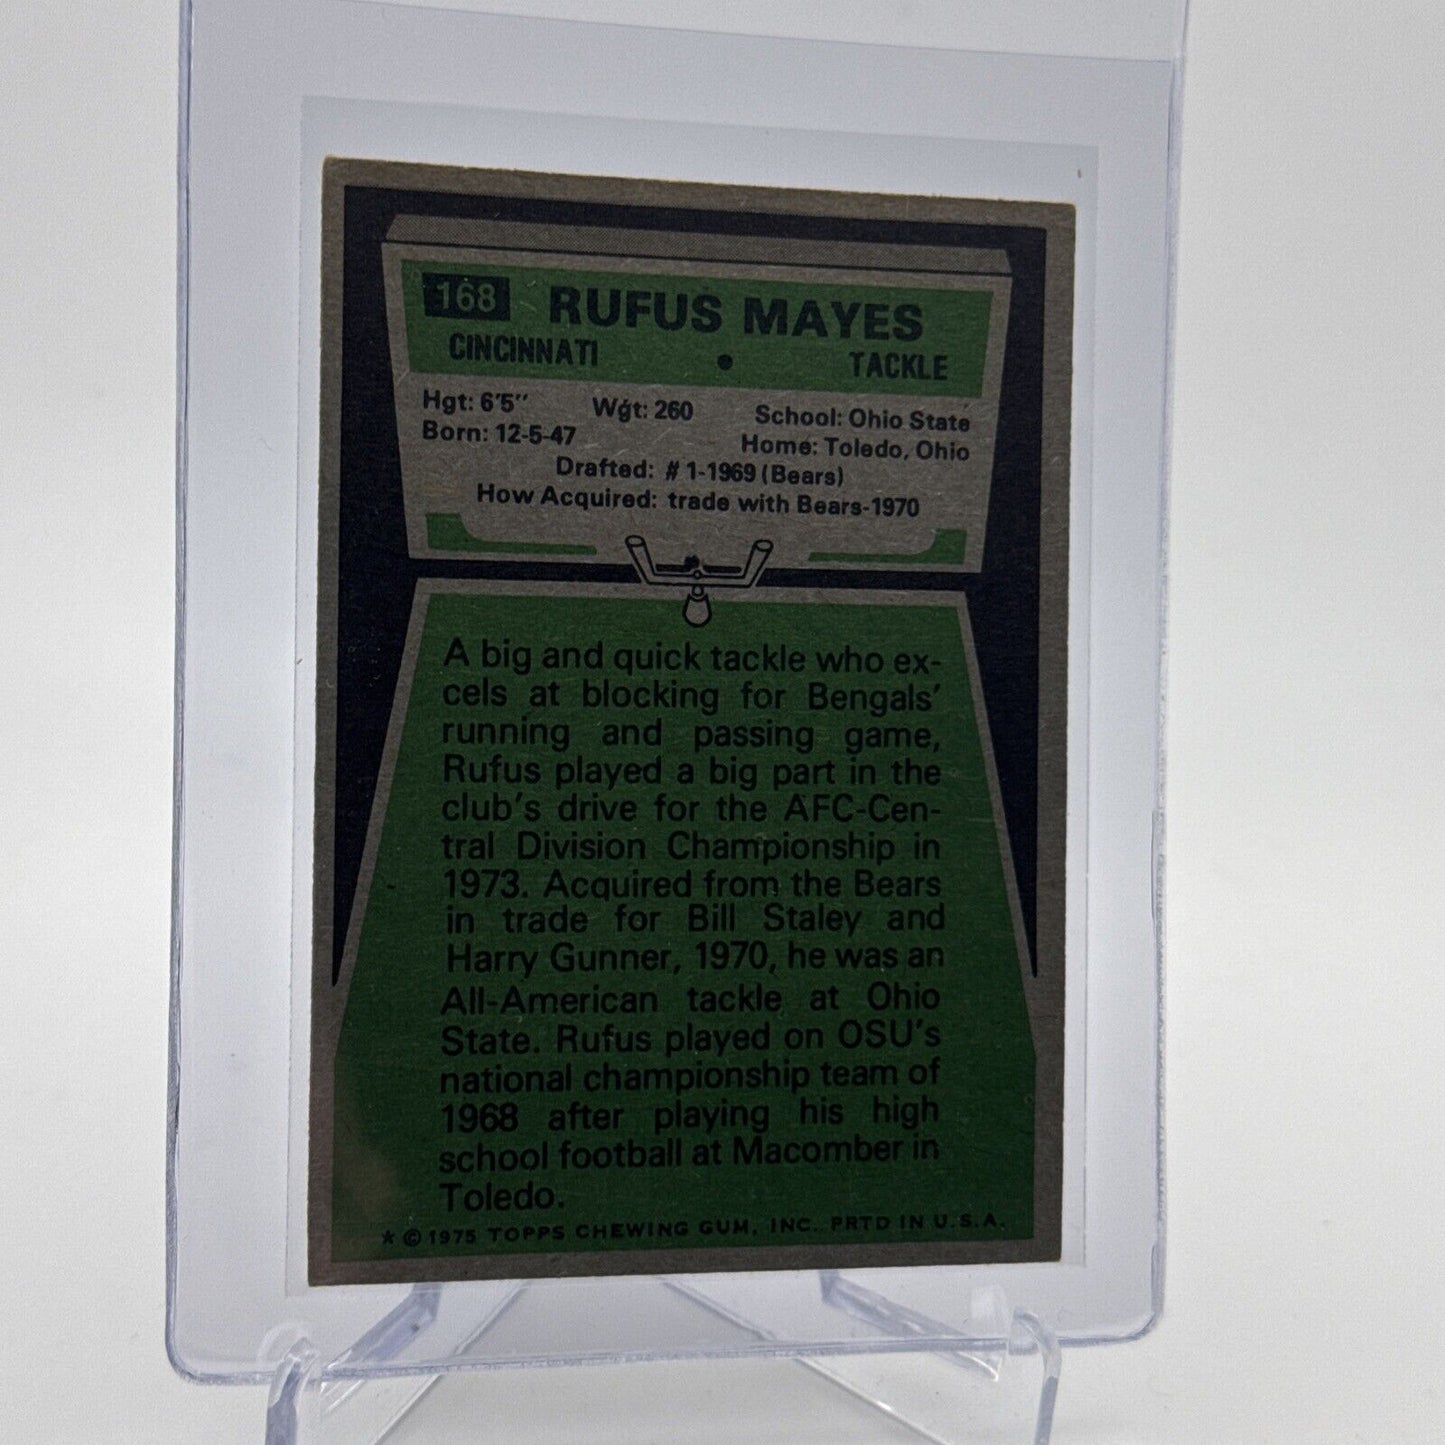 168 RUFUS MAYES
CINCINNATI • TACKLE
Hgt: 6'5" Wgt: 260 School: Ohio State
Born: 12-5-47 Home: Toledo, Ohio
Drafted: #1-1969 (Bears)
How Acquired: trade with Bears-1970
A big and quick tackle who ex-
cels at blocking for Bengals'
running and passing game,
Rufus played a big part in the
club's drive for the AFC-Cen-
tral Division Championship in
1973. Acquired from the Bears
in trade for Bill Staley and
Harry Gunner, 1970, he was an
All-American tackle at Ohio
State. Rufus played on OSU's
national championship team of
1968 after playing his high
school football at Macomber in
Toledo.
* © 1975 TOPPS CHEWING GUM, INC. PRTD IN U.S.A.